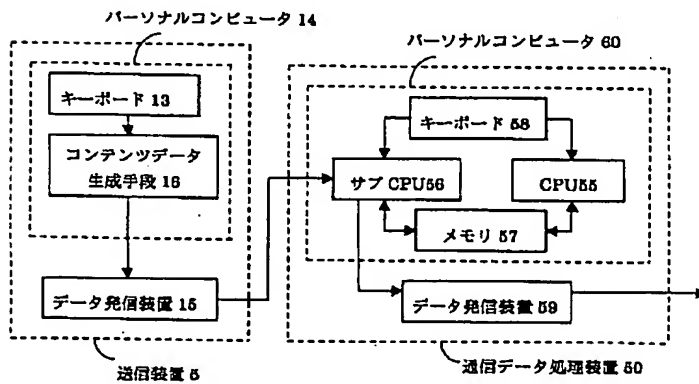 パーソナルコンピュータ 14
パーソナルコンピュータ 60
キーボード 13
コンテンツデータ
生成手段 16
データ発信装置 15
送信装置 5
キーボード 58
サブ CPU56
CPU55
メモリ 57
データ発信装置 59
通信データ処理装置 50